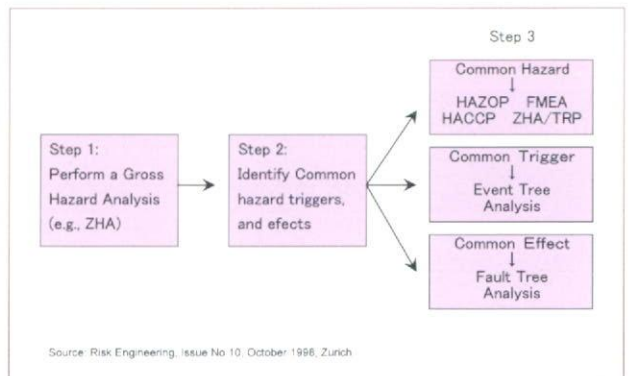 Step 3
Common Hazard
↓
HAZOP FMEA
HACCP ZHA/TRP
Step 1:
Perform a Gross
Hazard Analysis
(e.g., ZHA)
Step 2:
Identify Common
hazard triggers,
and efects
Common Trigger
↓
Event Tree
Analysis
Common Effect
↓
Fault Tree
Analysis
Source: Risk Engineering, Issue No 10, October 1996, Zurich